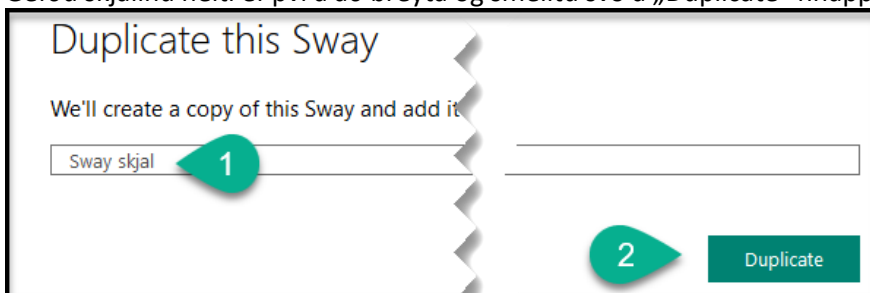 Duplicate this Sway
We'll create a copy of this Sway and add it
Sway skjal
1
2
Duplicate